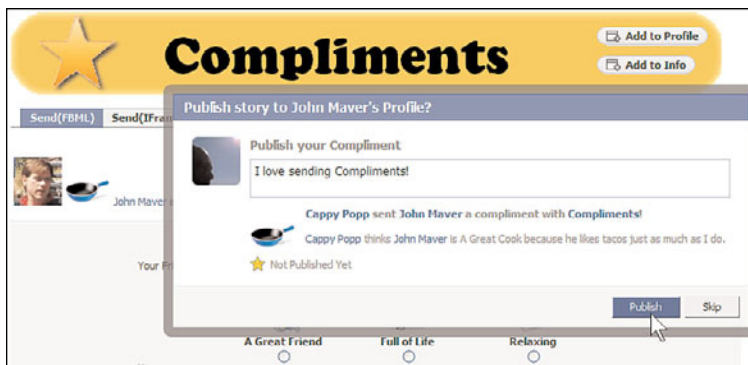 Compliments
Add to Profile
Add to Info
Send(FBML) Send(IFra
Publish story to John Maver's Profile?
Publish your Compliment
I love sending Compliments!
John Maver
Cappy Popp sent John Maver a compliment with Compliments!
Cappy Popp thinks John Maver is A Great Cook because he likes tacos just as much as I do.
Your Fr
Not Published Yet
Publish Skip
A Great Friend Full of Life Relaxing